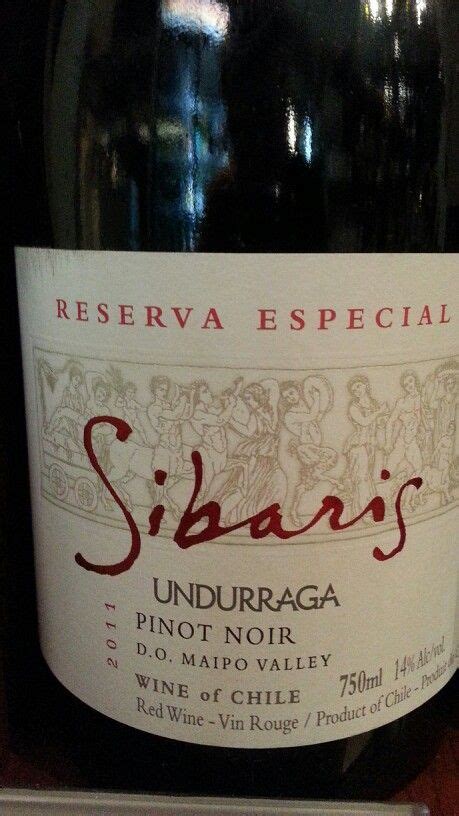 RESERVA ESPECIAL
Sibaris
UNDURRAGA
2011
PINOT NOIR
D.O. MAIPO VALLEY
WINE of CHILE 750ml 14% Alc/vol.
Red Wine - Vin Rouge / Product of Chile - Produit